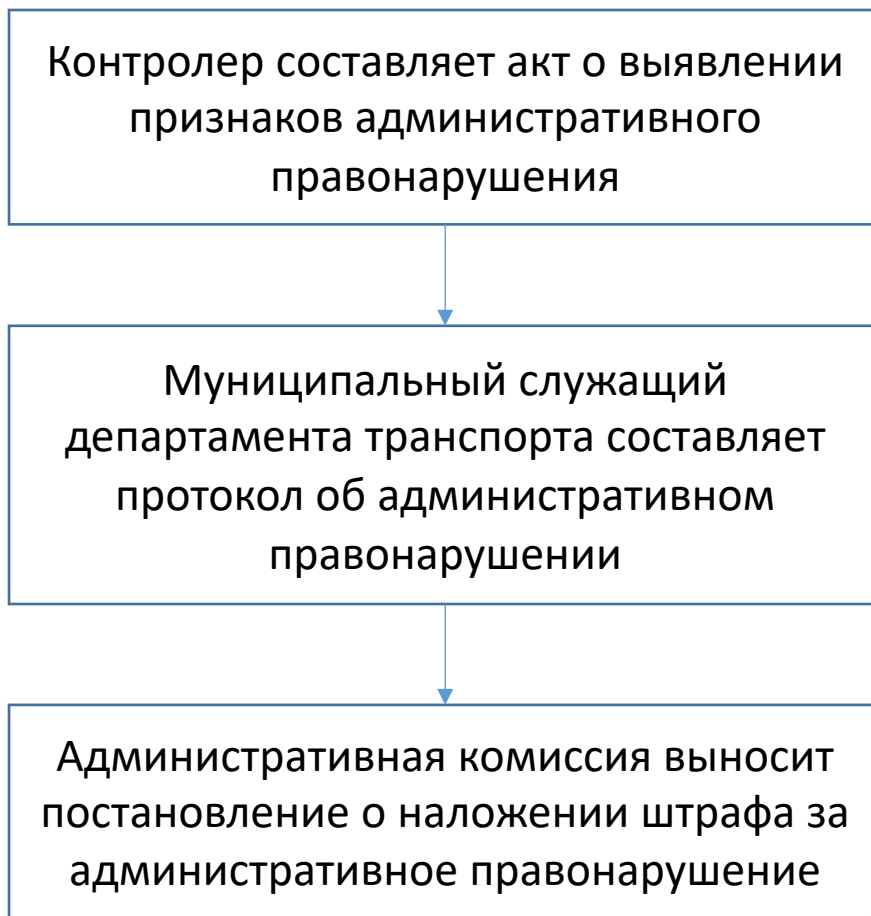 Контролер составляет акт о выявлении
признаков административного
правонарушения
Муниципальный служащий
департамента транспорта составляет
протокол об административном
правонарушении
Административная комиссия выносит
постановление о наложении штрафа за
административное правонарушение